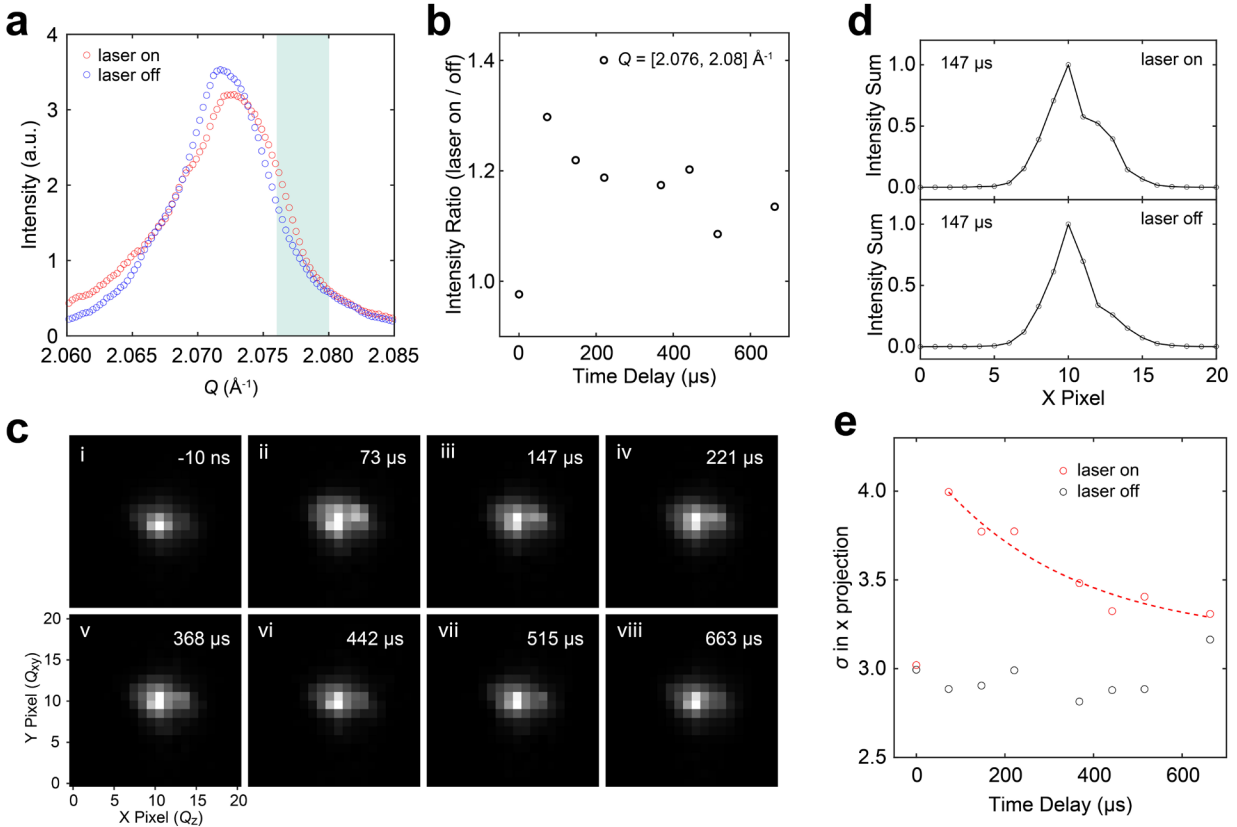 a
Intensity (a.u.)
4
3
2
1
0
laser on
laser off
2.060
2.065
2.070
2.075
2.080
2.085
Q (Å-1)
b
Intensity Ratio (laser on / off)
1.4
1.2
1.0
Q = [2.076, 2.08] Å-1
0
200
400
600
Time Delay (µs)
c
i
-10 ns
ii
73 µs
iii
147 µs
iv
221 µs
v
368 µs
vi
442 µs
vii
515 µs
viii
663 µs
Y Pixel (Qxy)
20
15
10
5
0
0
5
10
15
20
X Pixel (Qz)
d
Intensity Sum
1.0
0.5
0.0
147 µs
laser on
Intensity Sum
1.0
0.5
0.0
147 µs
laser off
0
5
10
15
20
X Pixel
e
σ in x projection
4.0
3.5
3.0
2.5
laser on
laser off
0
200
400
600
Time Delay (µs)